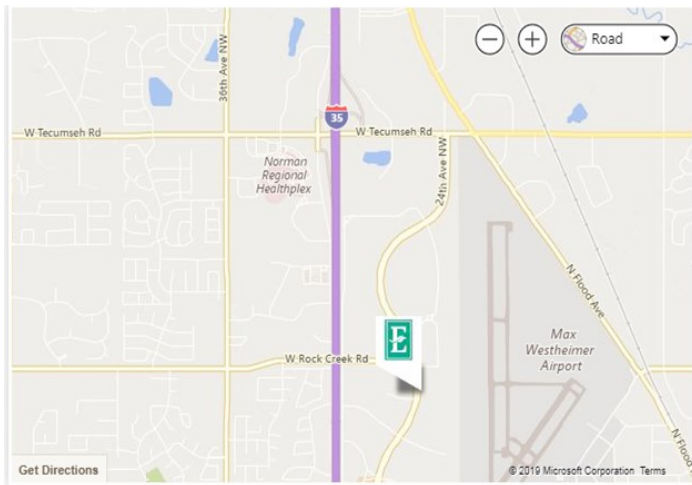 Road
36th Ave NW
35
W Tecumseh Rd
W Tecumseh Rd
Norman
Regional
Healthplex
24th Ave NW
N Flood Ave
E
Max
Westheimer
Airport
W Rock Creek Rd
N Flood
Get Directions
© 2019 Microsoft Corporation Terms